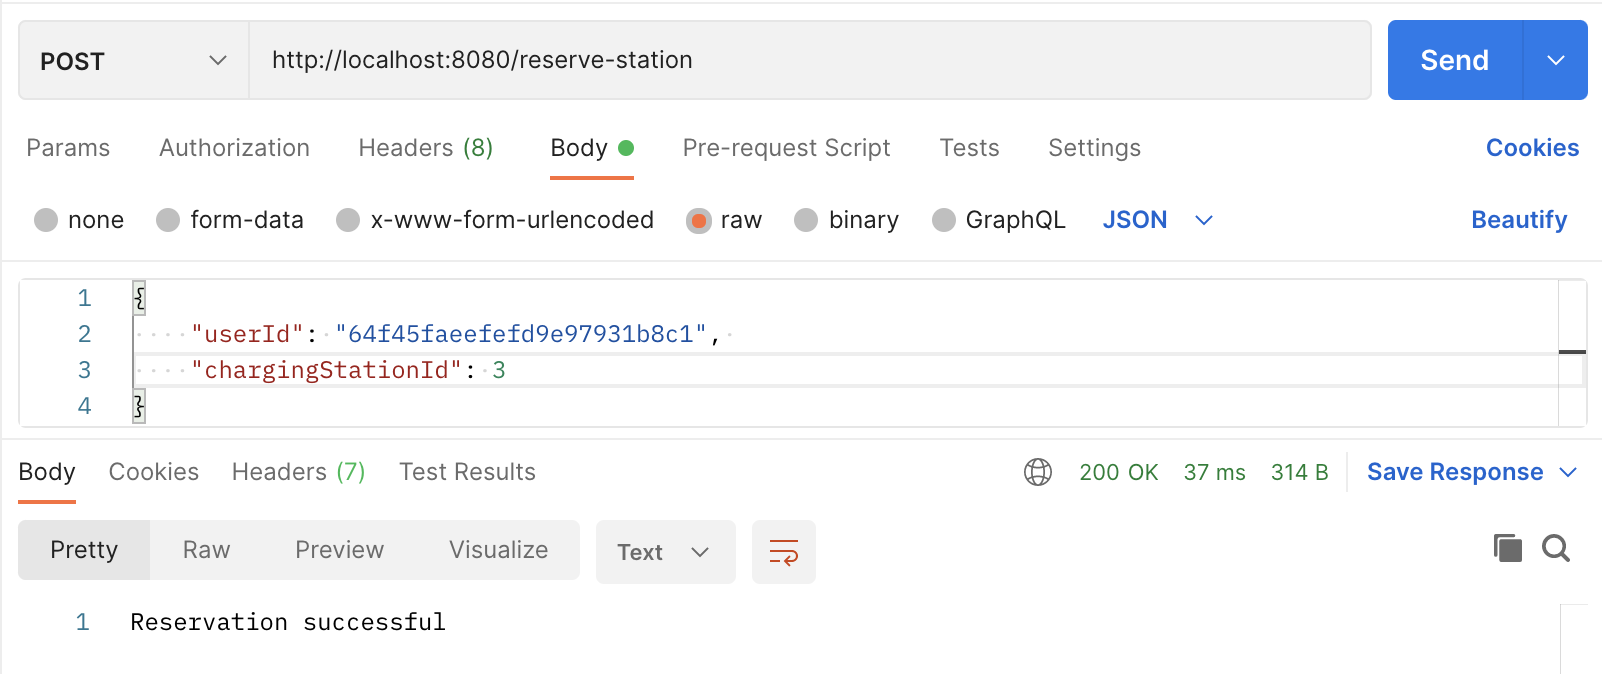 POST http://localhost:8080/reserve-station Send
Params Authorization Headers (8) Body Pre-request Script Tests Settings Cookies
none form-data x-www-form-urlencoded raw binary GraphQL JSON Beautify
1 {
2 "userId": "64f45faeefefd9e97931b8c1",
3 "chargingStationId": 3
4 }
Body Cookies Headers (7) Test Results 200 OK 37 ms 314 B Save Response
Pretty Raw Preview Visualize Text
1 Reservation successful